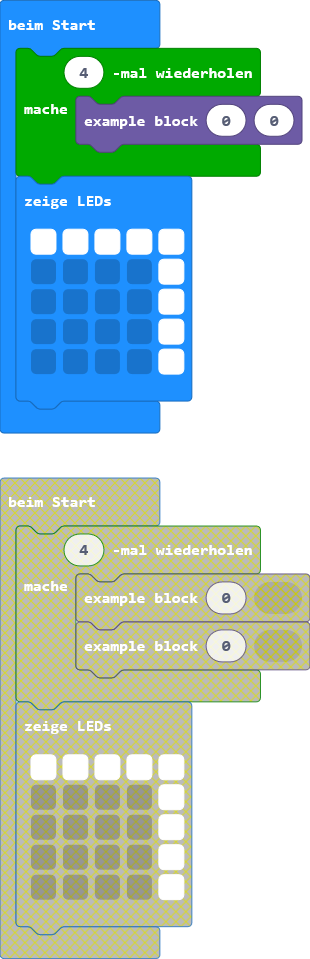 beim Start
4 -mal wiederholen
mache
example block 0 0
zeige LEDs
beim Start
4 -mal wiederholen
mache
example block 0
example block 0
zeige LEDs